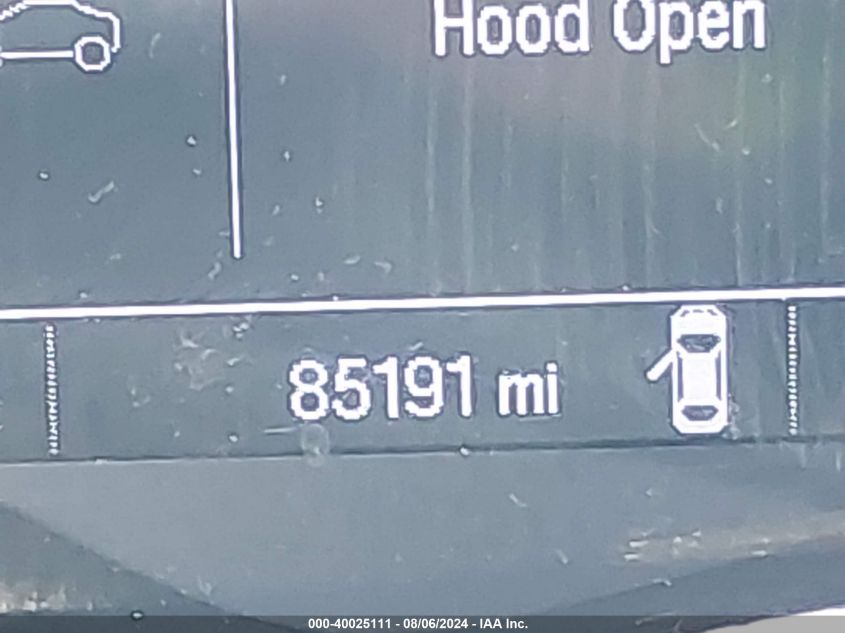 Hood Open
85191 mi
000-40025111 - 08/06/2024 - IAA Inc.